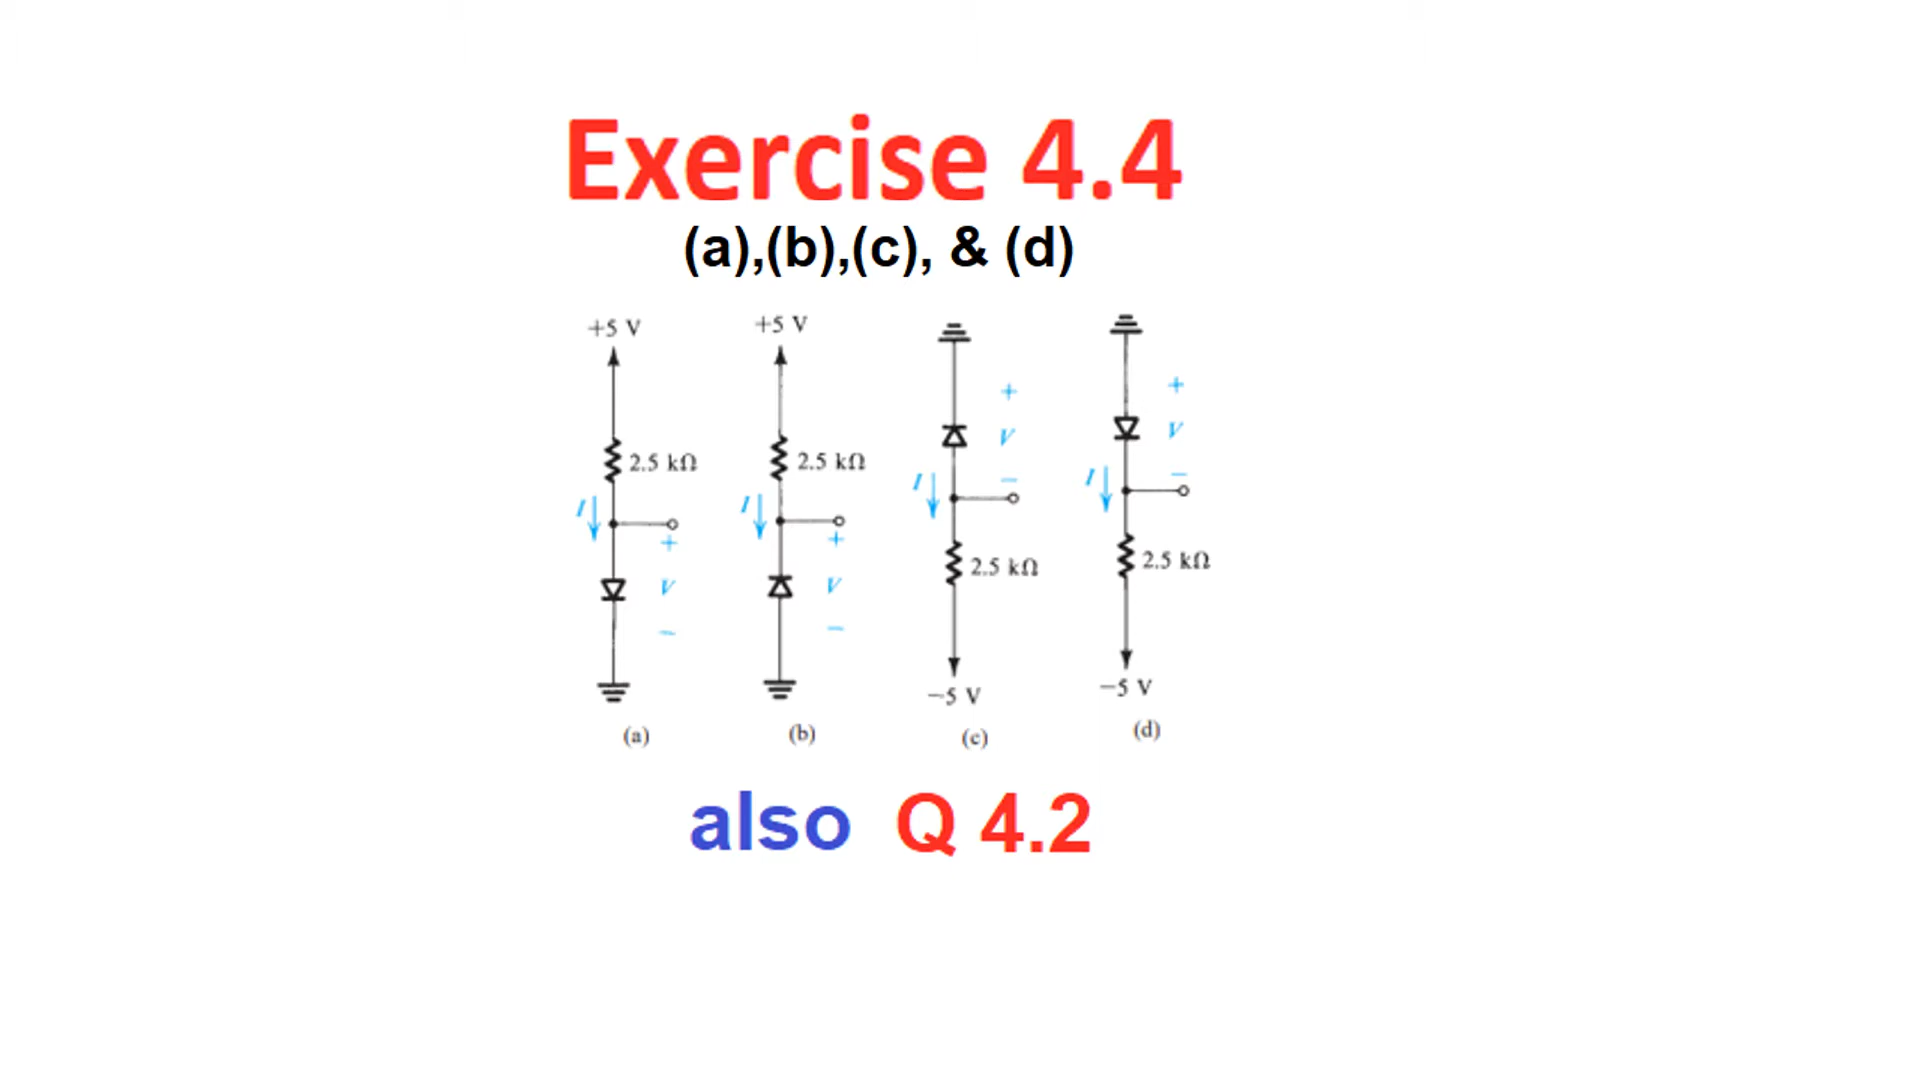 Exercise 4.4
(a),(b),(c), & (d)
+5 V +5 V
+ +
V V
2.5 kΩ 2.5 kΩ
I I I I
− −
+ +
2.5 kΩ 2.5 kΩ
V V
− −
−5 V −5 V
(a) (b) (c) (d)
also Q 4.2